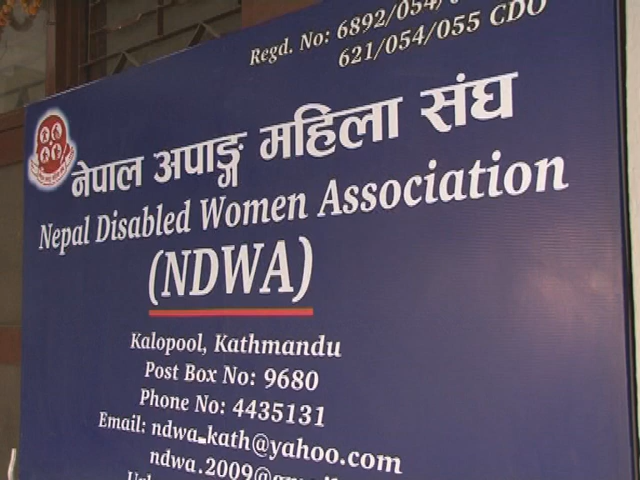 Regd. No: 6892/054/
621/054/055 CDO
नेपाल अपाङ्ग महिला संघ
Nepal Disabled Women Association
(NDWA)
Kalopool, Kathmandu
Post Box No: 9680
Phone No: 4435131
Email: ndwa_kath@yahoo.com
ndwa.2009@gmail